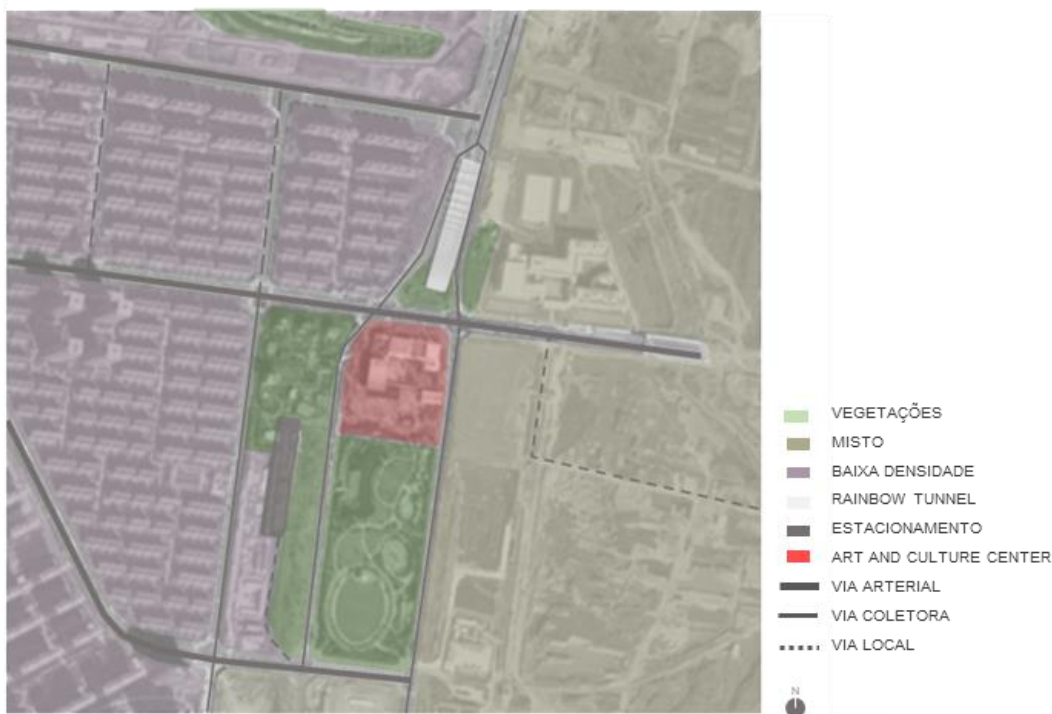 VEGETAÇÕES
MISTO
BAIXA DENSIDADE
RAINBOW TUNNEL
ESTACIONAMENTO
ART AND CULTURE CENTER
VIA ARTERIAL
VIA COLETORA
VIA LOCAL
N